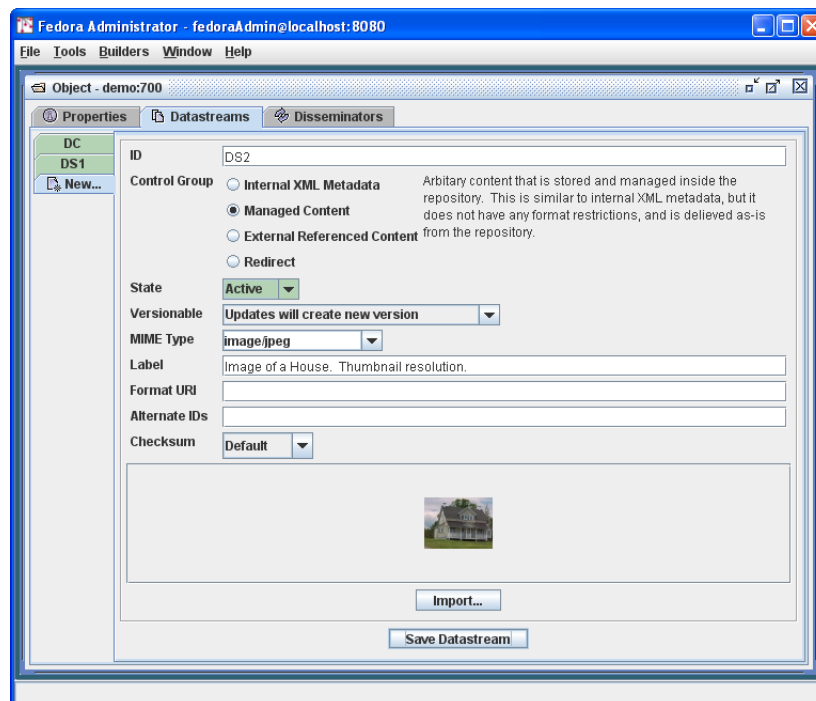 Fedora Administrator - fedoraAdmin@localhost:8080
File Tools Builders Window Help
Object - demo:700
Properties Datastreams Disseminators
DC
DS1
New...
ID DS2
Control Group
Internal XML Metadata
Managed Content
External Referenced Content
Redirect
Arbitary content that is stored and managed inside the
repository. This is similar to internal XML metadata, but it
does not have any format restrictions, and is delieved as-is
from the repository.
State Active
Versionable Updates will create new version
MIME Type image/jpeg
Label Image of a House. Thumbnail resolution.
Format URI
Alternate IDs
Checksum Default
Import...
Save Datastream